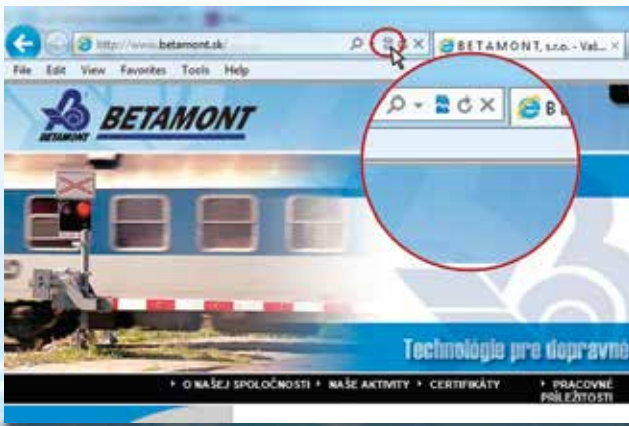 http://www.betamont.sk/
BETAMONT, s.r.o. - Vaš...
File Edit View Favorites Tools Help
BETAMONT
BETAMONT
B
Technológie pre dopravné
O NAŠEJ SPOLOČNOSTI
NAŠE AKTIVITY
CERTIFIKÁTY
PRACOVNÉ
PRÍLEŽITOSTI